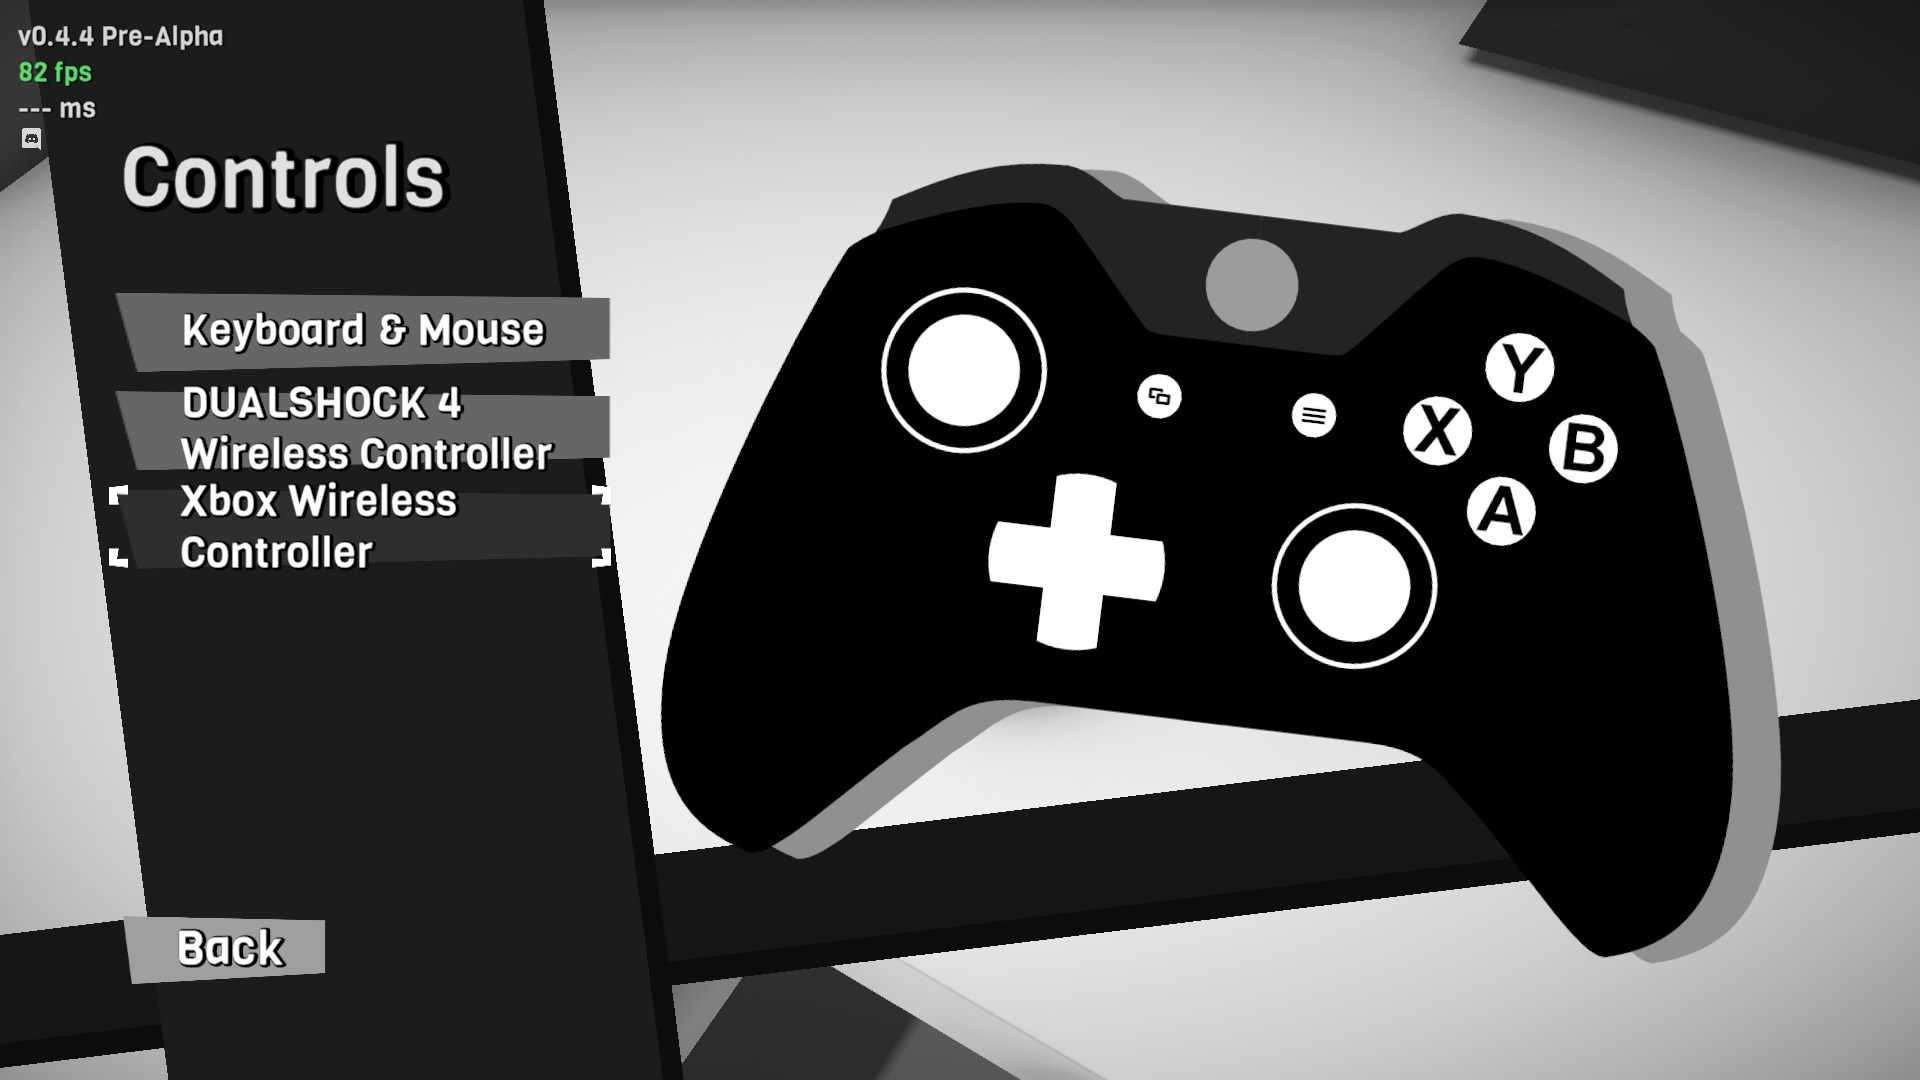 v0.4.4 Pre-Alpha
82 fps
--- ms
Controls
Keyboard & Mouse
DUALSHOCK 4
Wireless Controller
Xbox Wireless
Controller
Back
Y
X
B
A